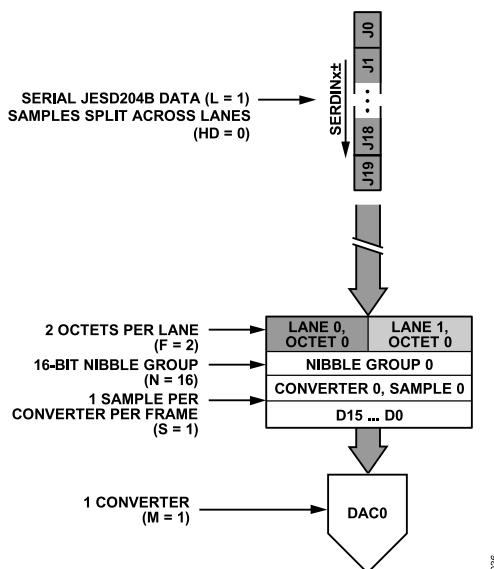 J0
J1
J18
J19
SERDINx±
SERIAL JESD204B DATA (L = 1)
SAMPLES SPLIT ACROSS LANES
(HD = 0)
2 OCTETS PER LANE
(F = 2)
LANE 0,
OCTET 0
LANE 1,
OCTET 0
16-BIT NIBBLE GROUP
(N = 16)
NIBBLE GROUP 0
1 SAMPLE PER
CONVERTER PER FRAME
(S = 1)
CONVERTER 0, SAMPLE 0
D15 ... D0
1 CONVERTER
(M = 1)
DAC0